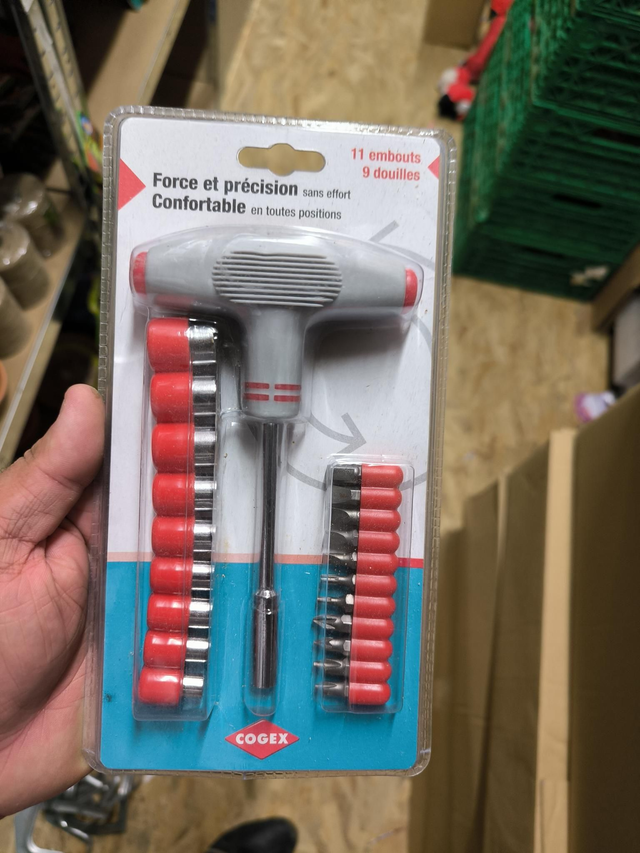 11 embouts
9 douilles
Force et précision sans effort
Confortable en toutes positions
COGEX